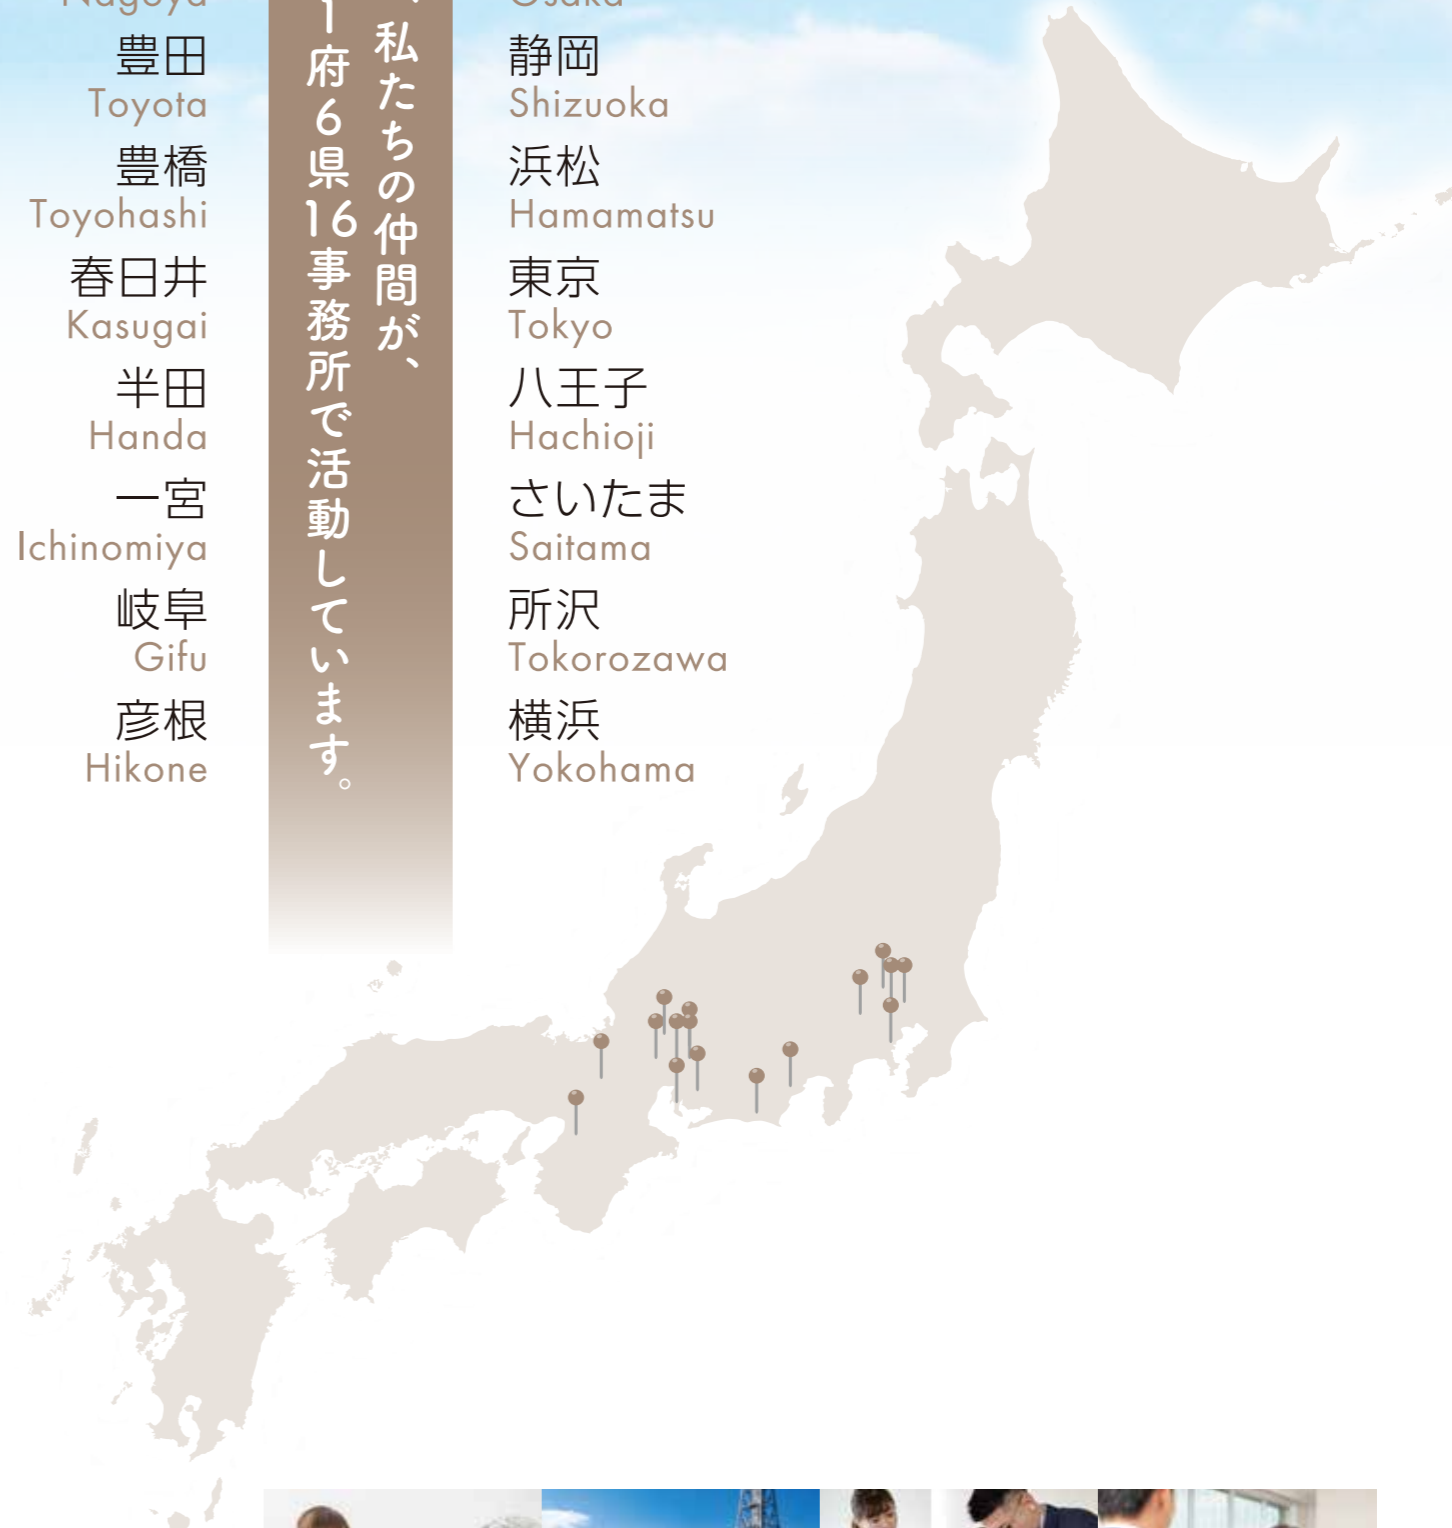 Nagoya
豊田
Toyota
豊橋
Toyohashi
春日井
Kasugai
半田
Handa
一宮
Ichinomiya
岐阜
Gifu
彦根
Hikone
、私たちの仲間が、
1府6県16事務所で活動しています。
Osaka
静岡
Shizuoka
浜松
Hamamatsu
東京
Tokyo
八王子
Hachioji
さいたま
Saitama
所沢
Tokorozawa
横浜
Yokohama